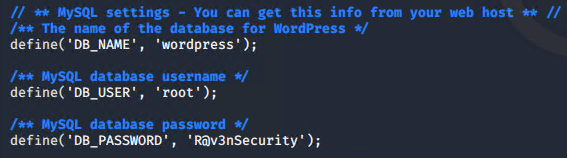 // ** MySQL settings - You can get this info from your web host ** //
/** The name of the database for WordPress */
define('DB_NAME', 'wordpress');
/** MySQL database username */
define('DB_USER', 'root');
/** MySQL database password */
define('DB_PASSWORD', 'R@v3nSecurity');